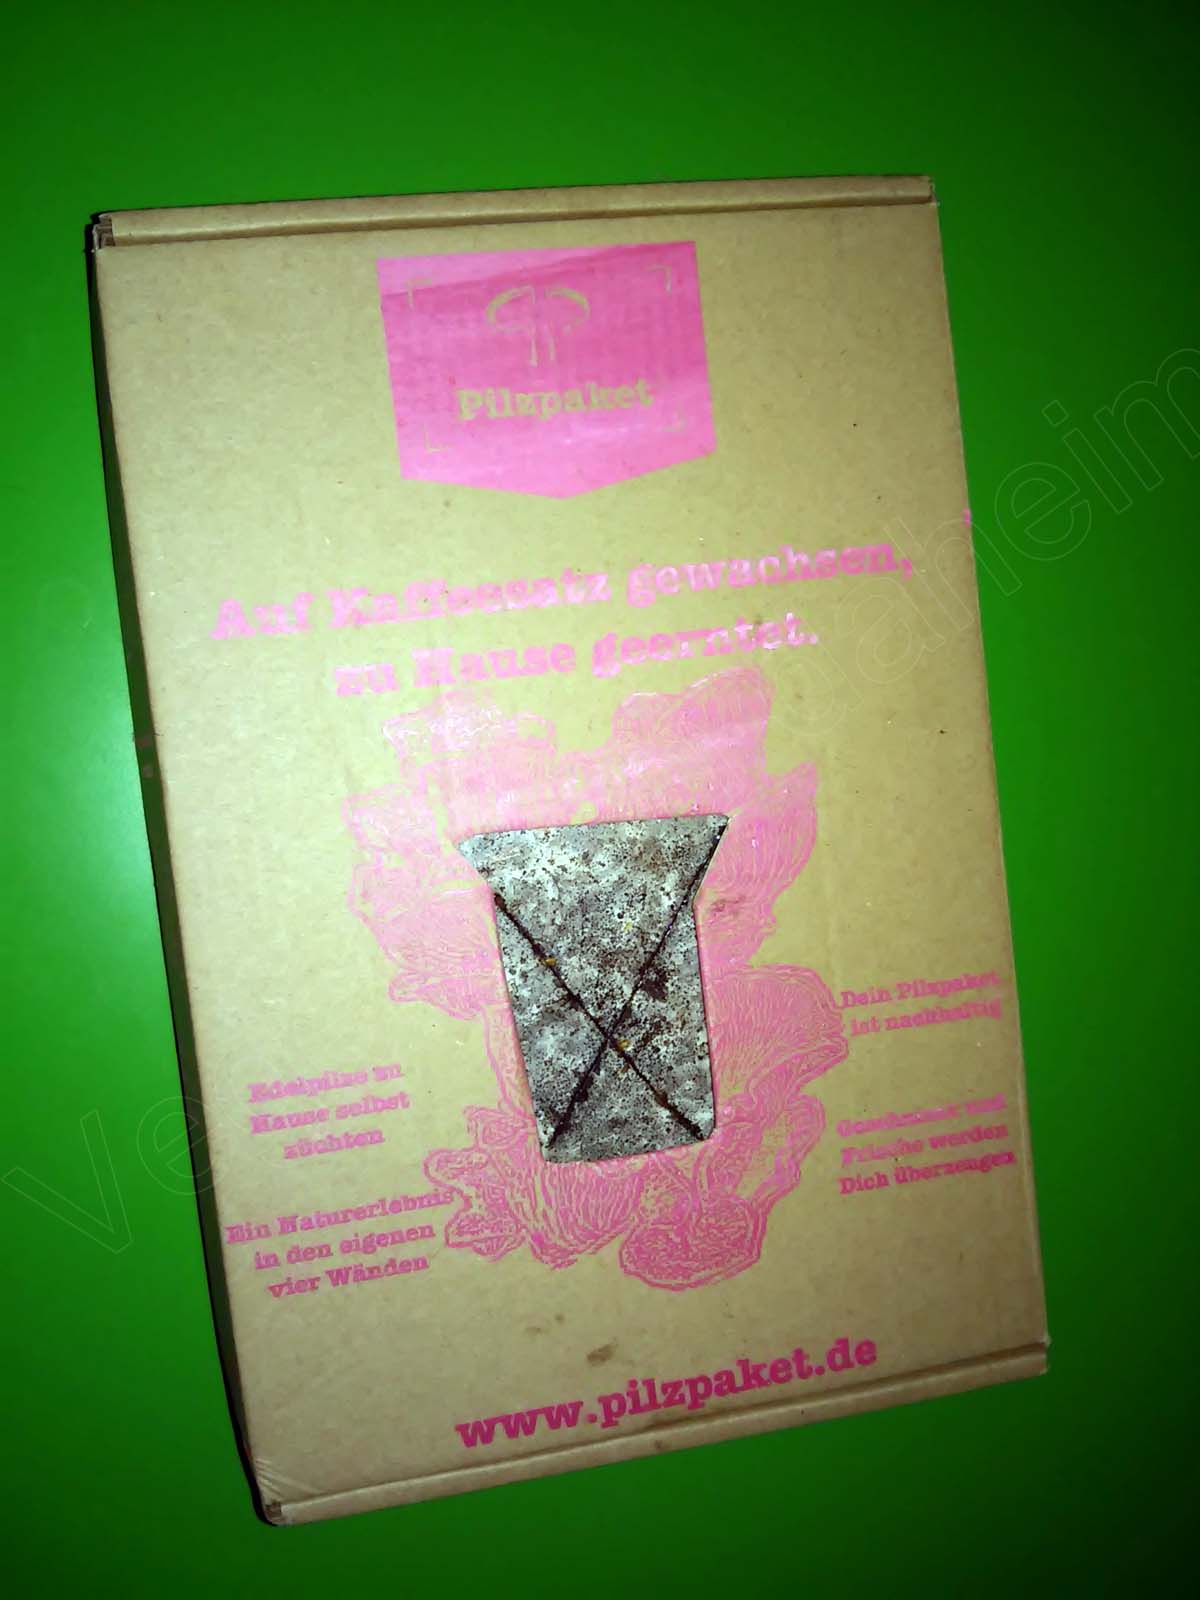 Pilzpaket
Auf Kaffeesatz gewachsen,
zu Hause geerntet.
Dein Pilzpaket
ist nachhaltig
Edelpilze zu
Hause selbst
züchten
Geschmack und
Frische werden
Dich überzeugen
Ein Naturerlebnis
in den eigenen
vier Wänden
www.pilzpaket.de
daheim